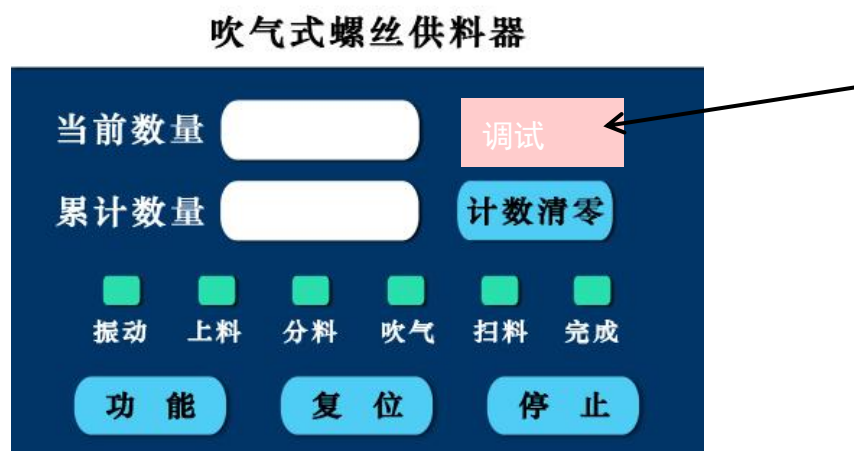 吹气式螺丝供料器
当前数量 调试
累计数量 计数清零
振动 上料 分料 吹气 扫料 完成
功 能 复 位 停 止